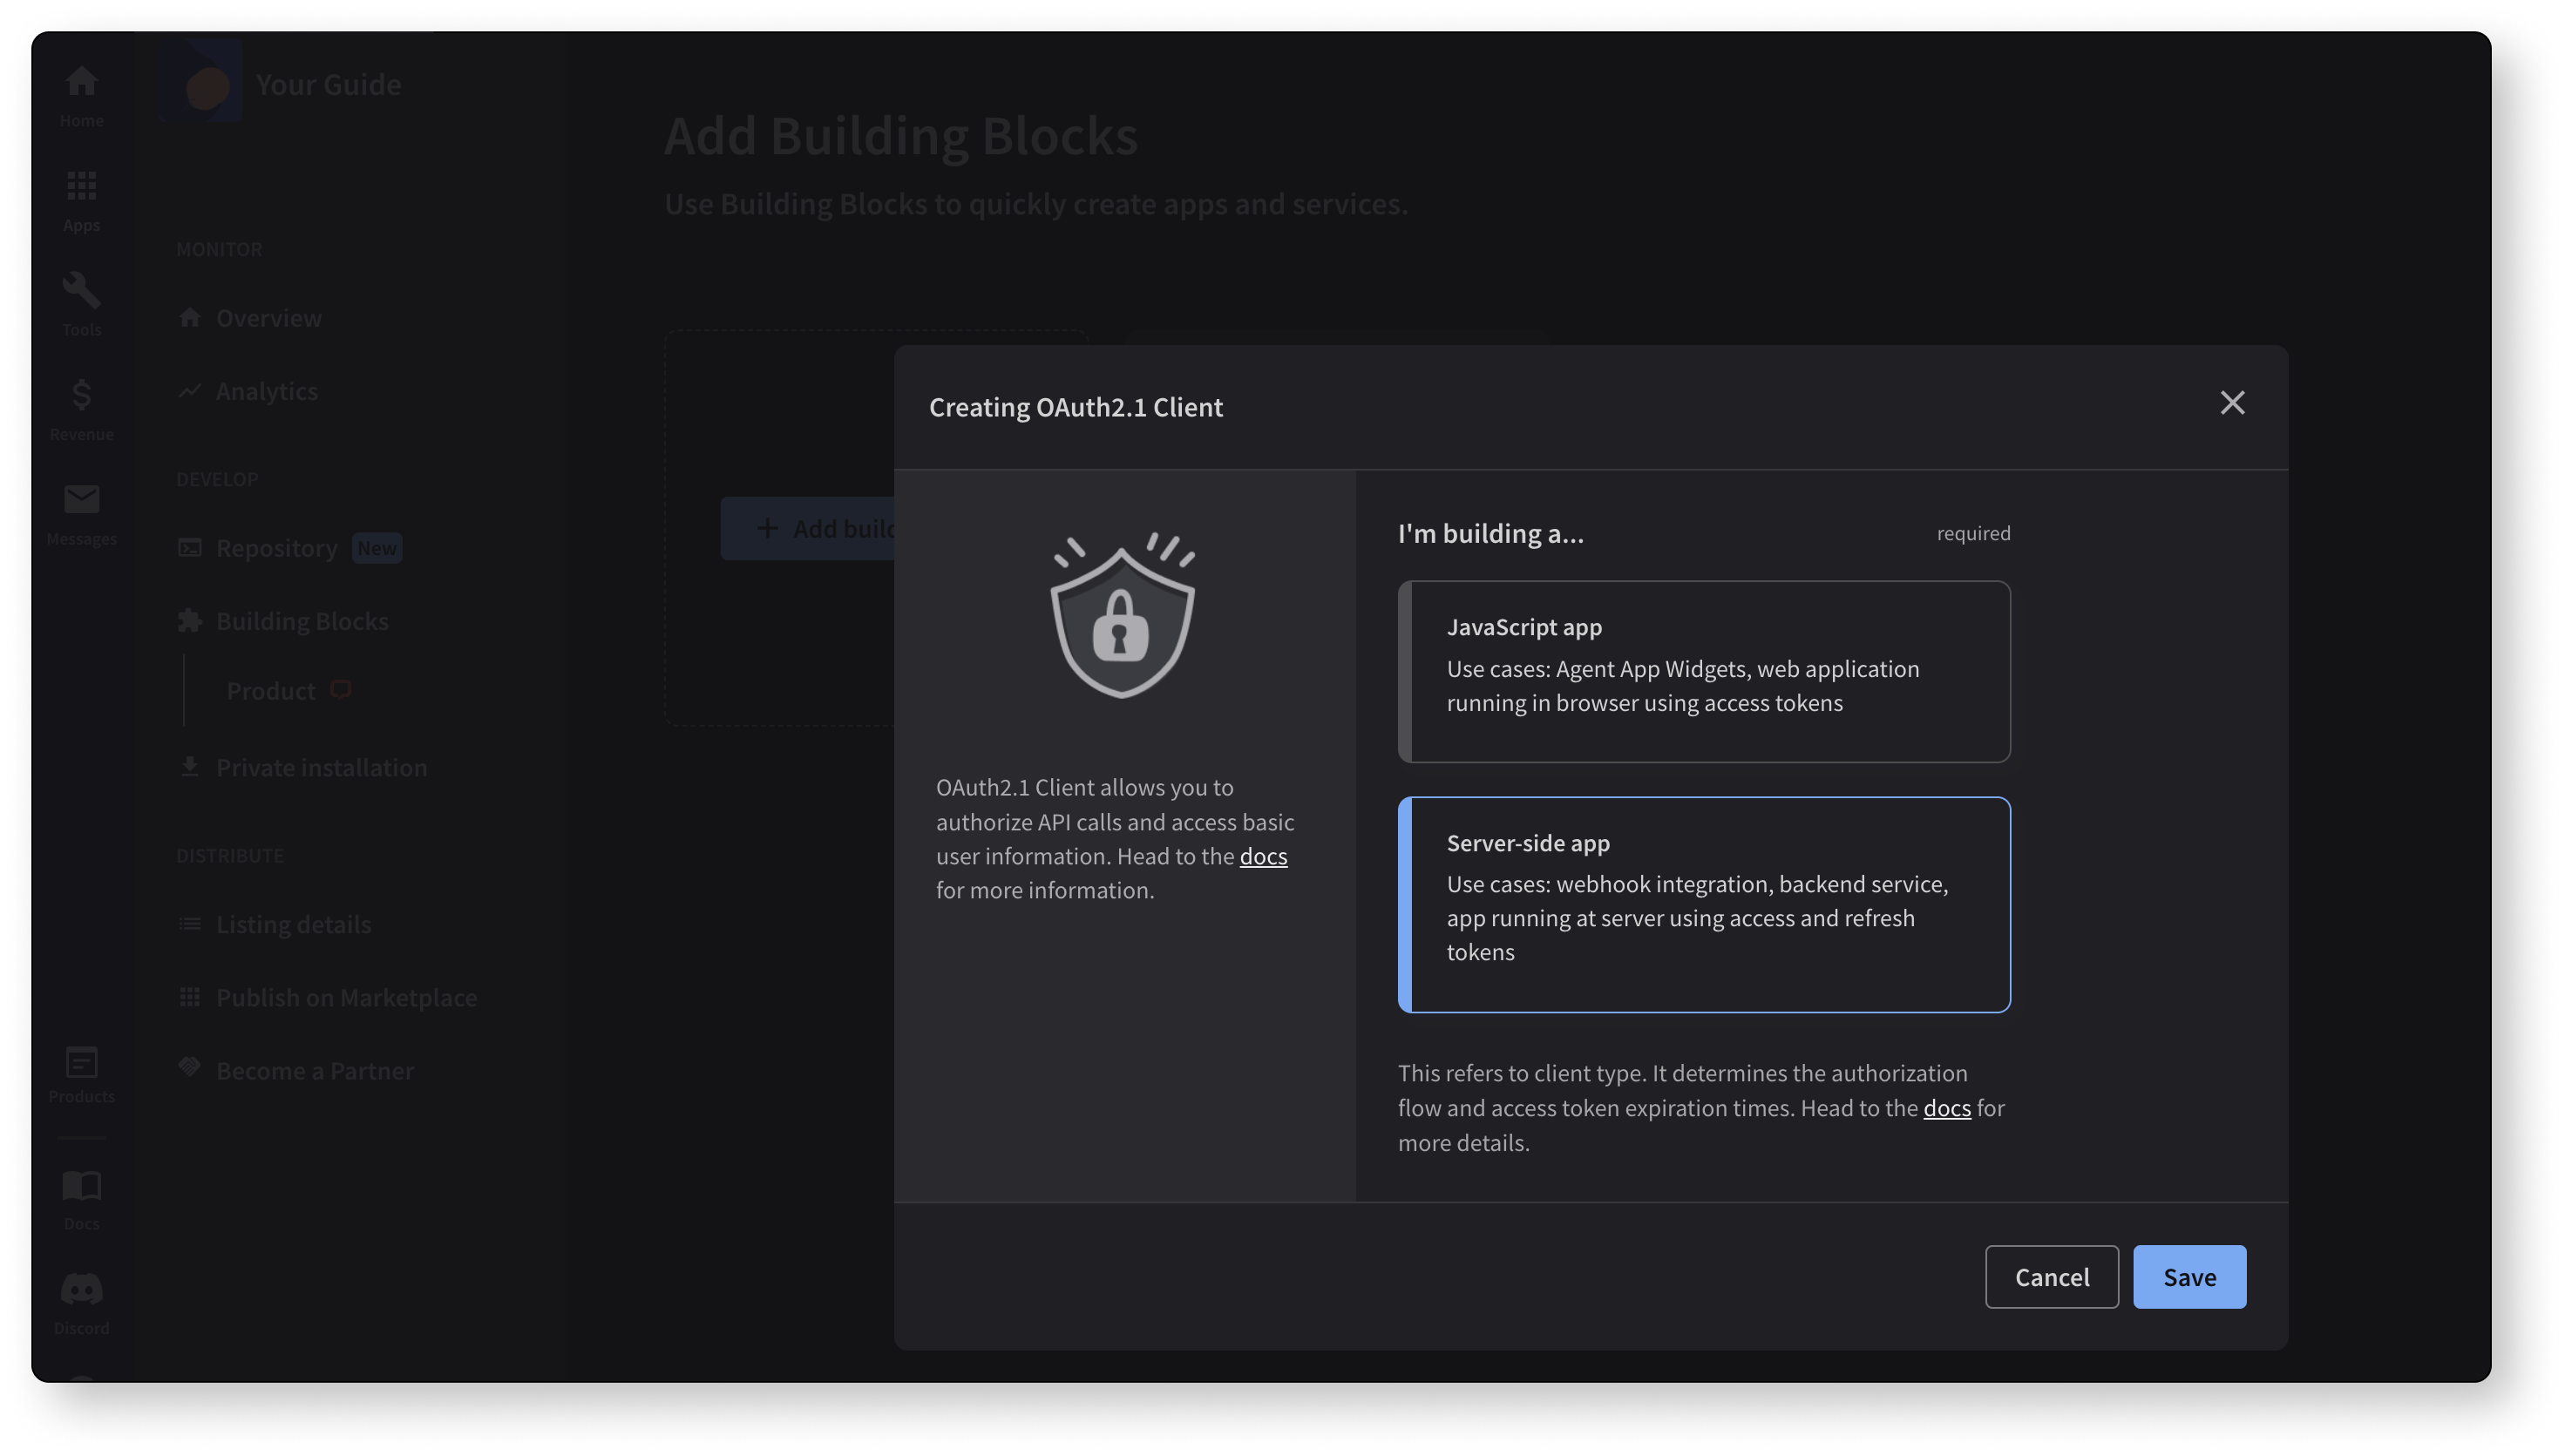 Home
Apps
Tools
Revenue
Messages
Products
Docs
Discord
Your Guide
MONITOR
Overview
Analytics
DEVELOP
Repository New
Building Blocks
Product
Private installation
DISTRIBUTE
Listing details
Publish on Marketplace
Become a Partner
Add Building Blocks
Use Building Blocks to quickly create apps and services.
Add build
Creating OAuth2.1 Client
OAuth2.1 Client allows you to
authorize API calls and access basic
user information. Head to the docs
for more information.
I'm building a...
required
JavaScript app
Use cases: Agent App Widgets, web application
running in browser using access tokens
Server-side app
Use cases: webhook integration, backend service,
app running at server using access and refresh
tokens
This refers to client type. It determines the authorization
flow and access token expiration times. Head to the docs for
more details.
Cancel
Save